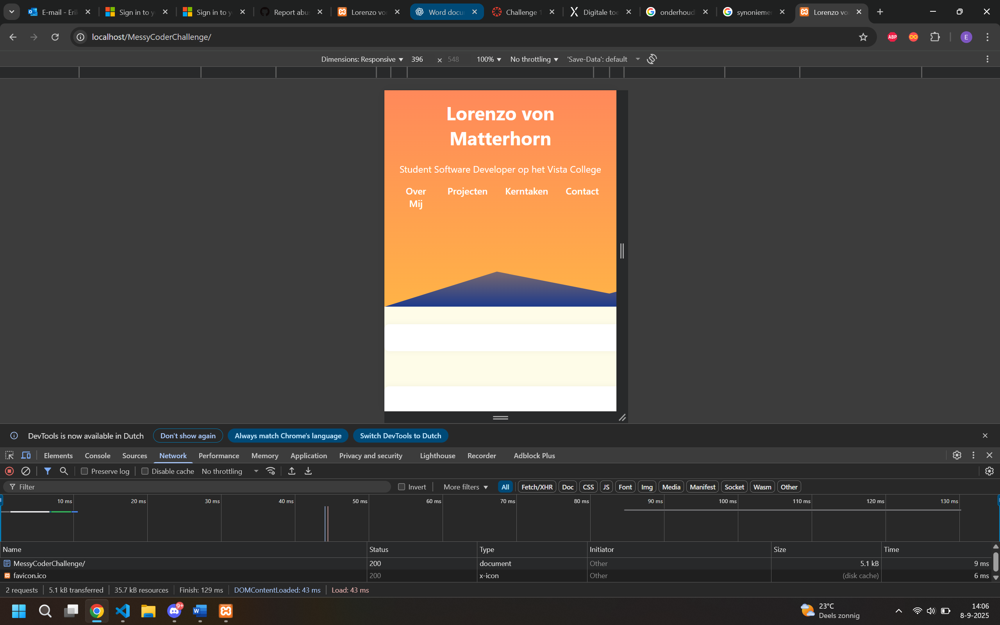 E-mail - Eri
Sign in to y
Sign in to y
Report abu
Lorenzo vo
Word docu
Challenge 1
Digitale toe
onderhoud
synoniemen
Lorenzo vo
localhost/MessyCoderChallenge/
ABP
E
Dimensions: Responsive 396 × 548 100% No throttling 'Save-Data': default
Lorenzo von
Matterhorn
Student Software Developer op het Vista College
Over Projecten Kerntaken Contact
Mij
DevTools is now available in Dutch Don't show again Always match Chrome's language Switch DevTools to Dutch
Elements Console Sources Network Performance Memory Application Privacy and security Lighthouse Recorder Adblock Plus
Preserve log Disable cache No throttling
Filter Invert More filters All Fetch/XHR Doc CSS JS Font Img Media Manifest Socket Wasm Other
10 ms 20 ms 30 ms 40 ms 50 ms 60 ms 70 ms 80 ms 90 ms 100 ms 110 ms 120 ms 130 ms
Name Status Type Initiator Size Time
MessyCoderChallenge/ 200 document Other 5.1 kB 9 ms
favicon.ico 200 x-icon Other (disk cache) 6 ms
2 requests 5.1 kB transferred 35.7 kB resources Finish: 129 ms DOMContentLoaded: 43 ms Load: 43 ms
9+
W
23°C
Deels zonnig
14:06
8-9-2025